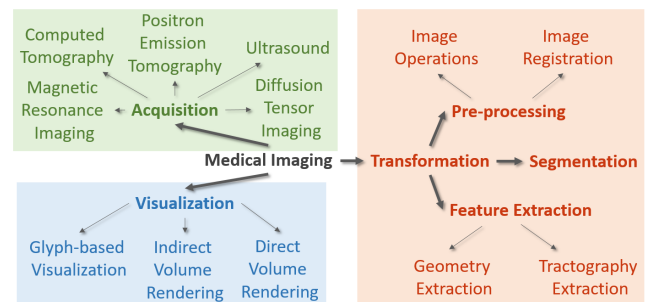 Computed
Tomography
Positron
Emission
Tomography
Ultrasound
Magnetic
Resonance
Imaging
Acquisition
Diffusion
Tensor
Imaging
Medical Imaging
Visualization
Glyph-based
Visualization
Indirect
Volume
Rendering
Direct
Volume
Rendering
Image
Operations
Image
Registration
Pre-processing
Transformation
Segmentation
Feature Extraction
Geometry
Extraction
Tractography
Extraction